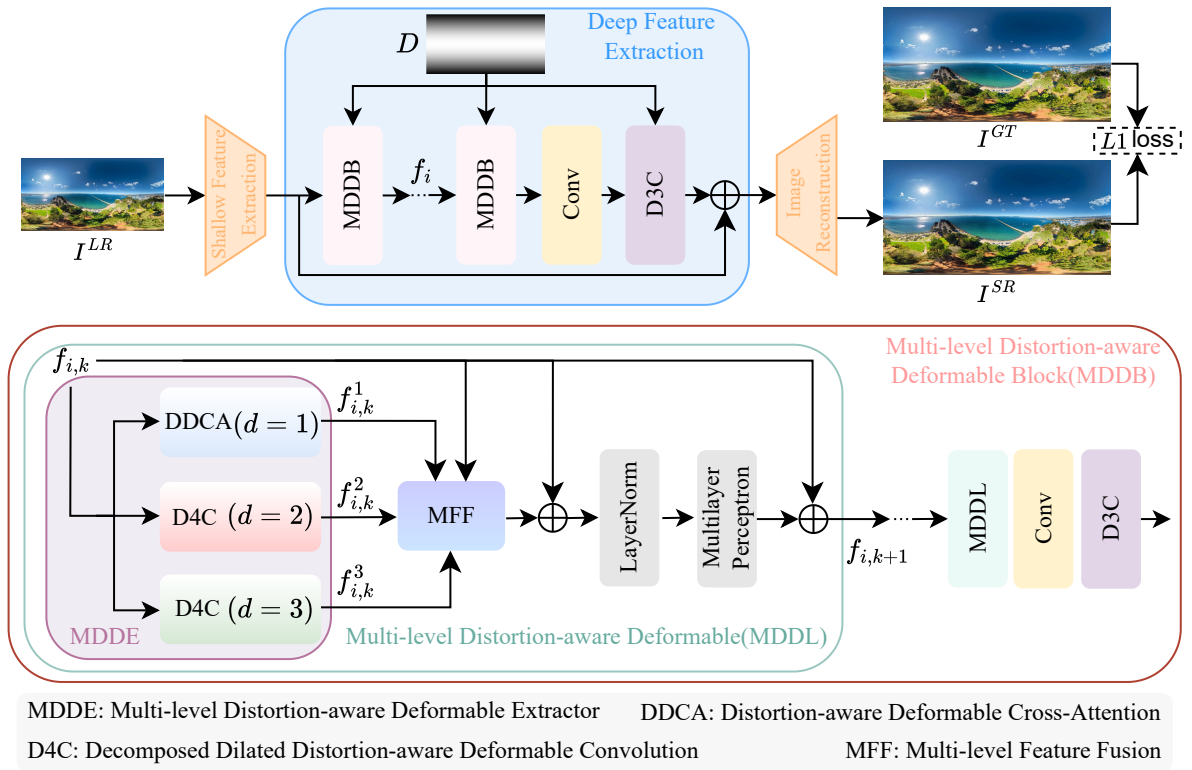 Deep Feature
Extraction
D
I^{GT}
L1 loss
I^{LR}
Shallow Feature
Extraction
MDDB
f_i
MDDB
Conv
D3C
Image
Reconstruction
I^{SR}
Multi-level Distortion-aware
Deformable Block(MDDB)
f_{i,k}
DDCA(d = 1)
f^1_{i,k}
D4C (d = 2)
f^2_{i,k}
D4C (d = 3)
f^3_{i,k}
MDDE
MFF
LayerNorm
Multilayer
Perceptron
f_{i,k+1}
MDDL
Conv
D3C
Multi-level Distortion-aware Deformable(MDDL)
MDDE: Multi-level Distortion-aware Deformable Extractor
DDCA: Distortion-aware Deformable Cross-Attention
D4C: Decomposed Dilated Distortion-aware Deformable Convolution
MFF: Multi-level Feature Fusion